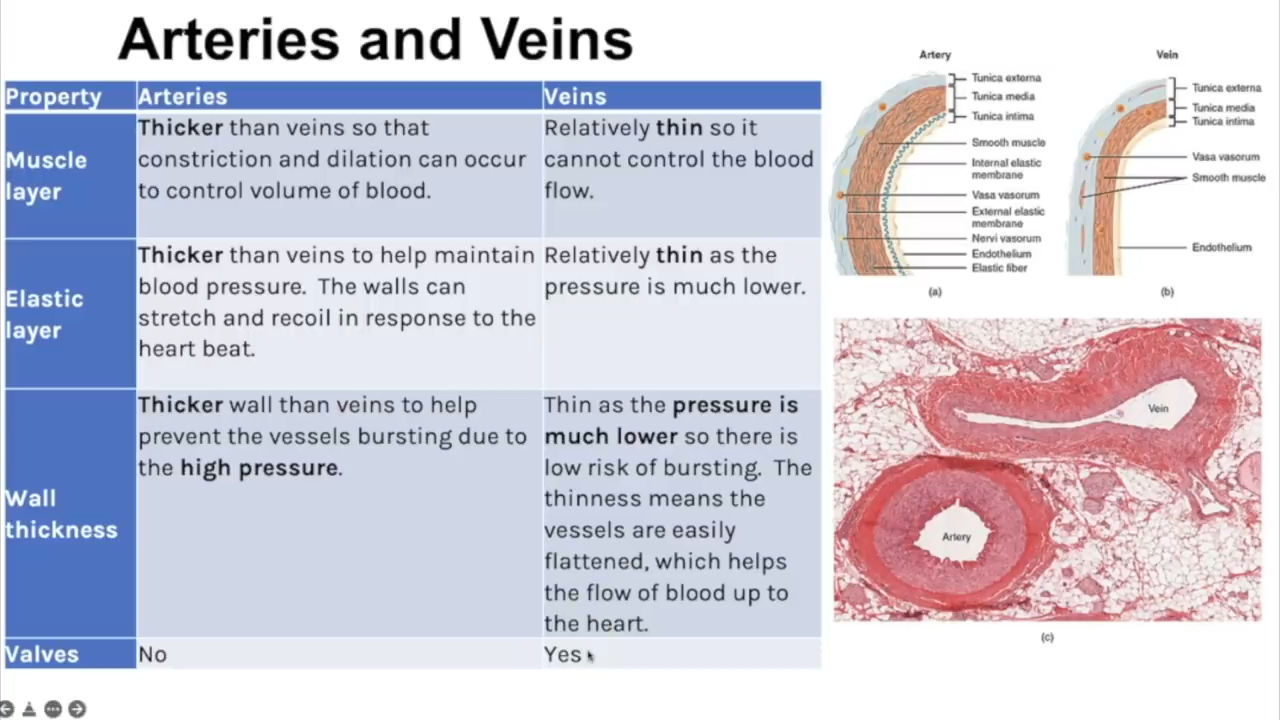 Arteries and Veins
Property
Arteries
Veins
Muscle
layer
Thicker than veins so that
constriction and dilation can occur
to control volume of blood.
Relatively thin so it
cannot control the blood
flow.
Elastic
layer
Thicker than veins to help maintain
blood pressure. The walls can
stretch and recoil in response to the
heart beat.
Relatively thin as the
pressure is much lower.
Wall
thickness
Thicker wall than veins to help
prevent the vessels bursting due to
the high pressure.
Thin as the pressure is
much lower so there is
low risk of bursting. The
thinness means the
vessels are easily
flattened, which helps
the flow of blood up to
the heart.
Valves
No
Yes
Artery
Tunica externa
Tunica media
Tunica intima
Smooth muscle
Internal elastic
membrane
Vasa vasorum
External elastic
membrane
Nervi vasorum
Endothelium
Elastic fiber
(a)
Vein
Tunica externa
Tunica media
Tunica intima
Vasa vasorum
Smooth muscle
Endothelium
(b)
Vein
Artery
(c)